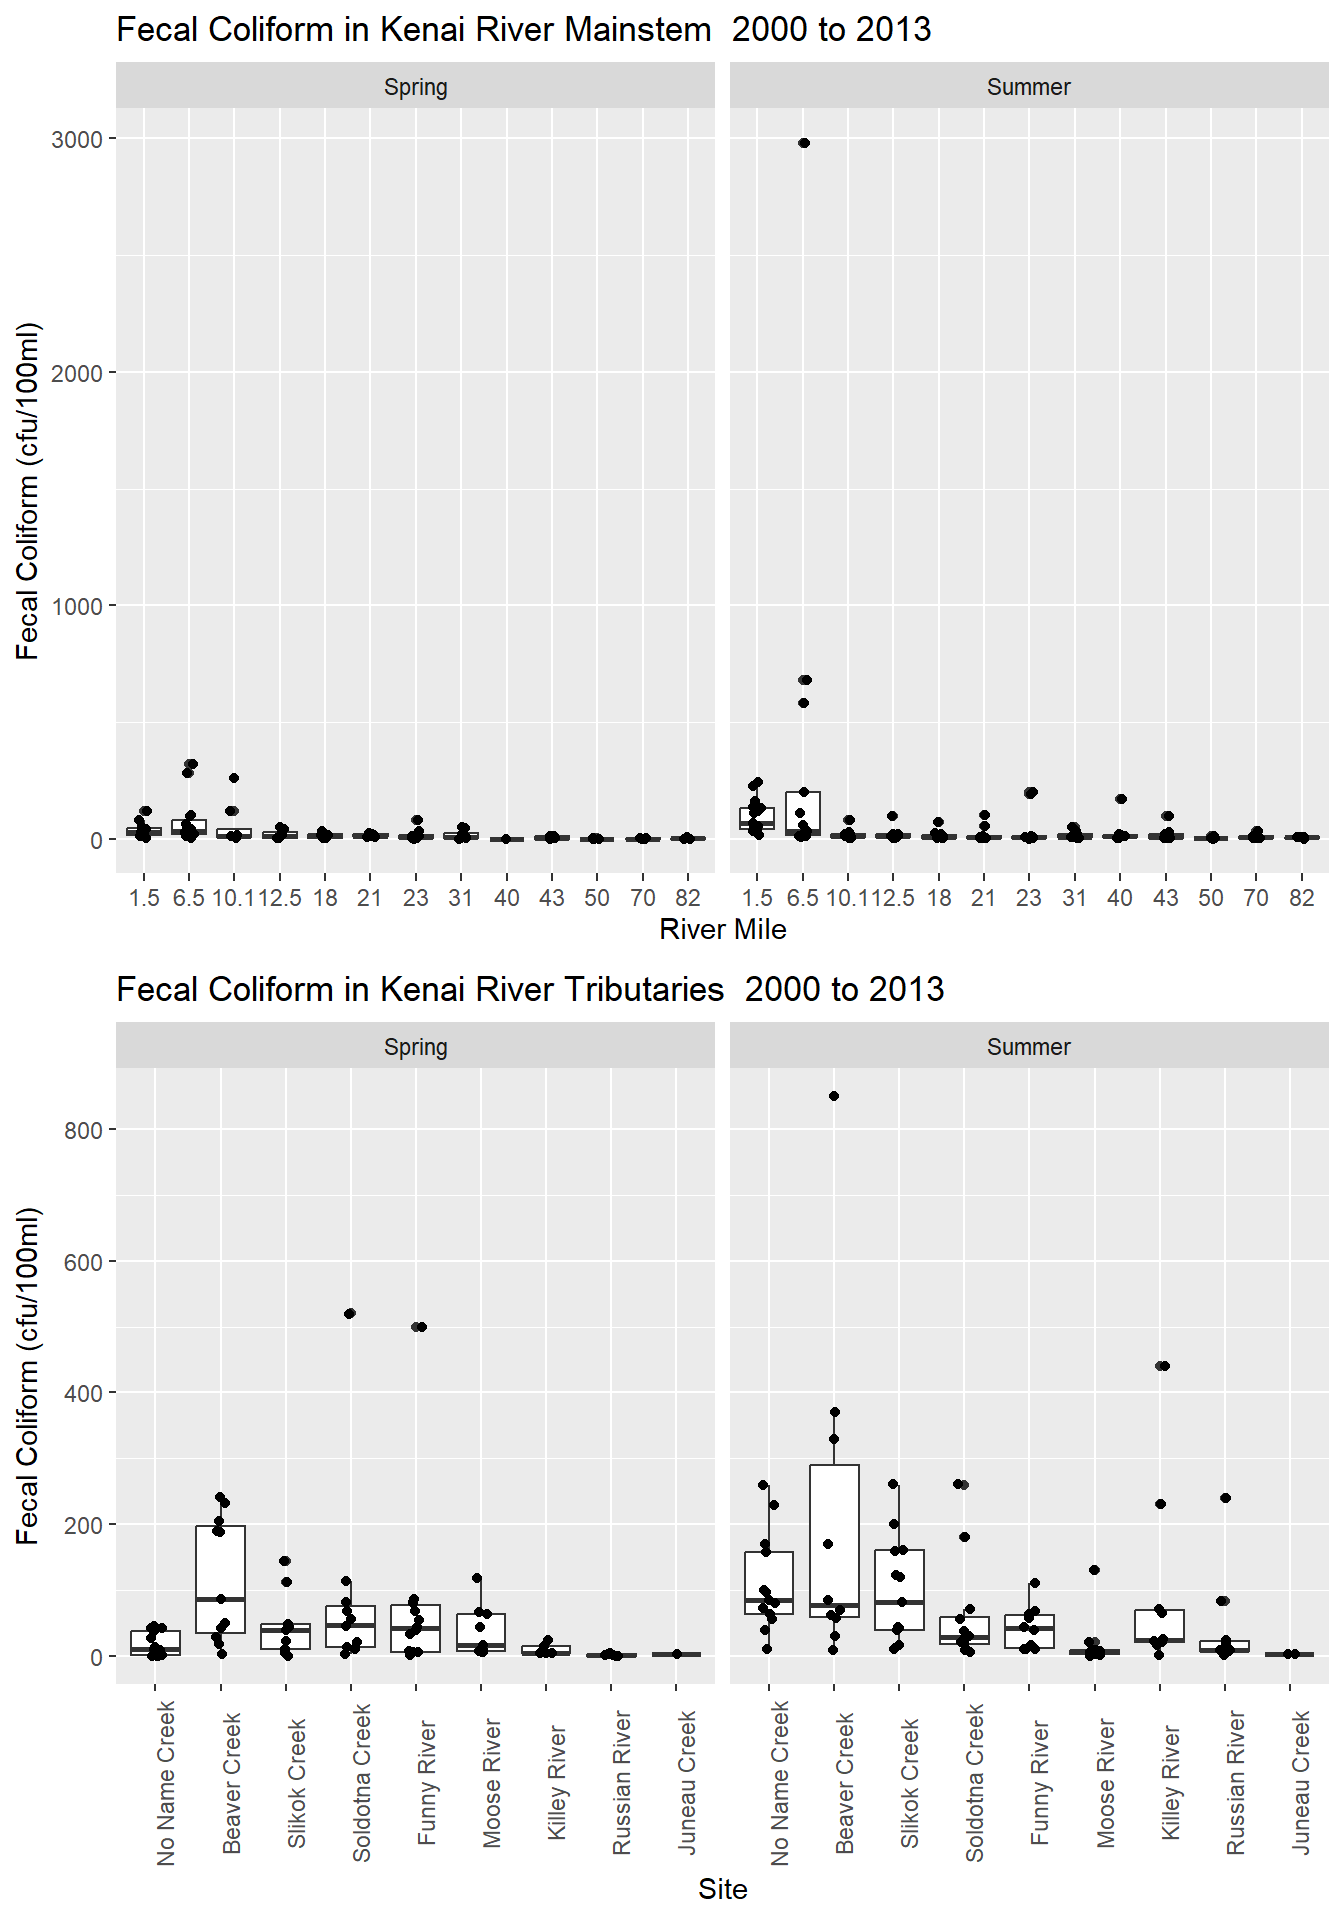 Fecal Coliform in Kenai River Mainstem  2000 to 2013
Spring
Summer
Fecal Coliform (cfu/100ml)
3000
2000
1000
0
1.5 6.5 10.1 12.5 18 21 23 31 40 43 50 70 82
1.5 6.5 10.1 12.5 18 21 23 31 40 43 50 70 82
River Mile
Fecal Coliform in Kenai River Tributaries  2000 to 2013
Spring
Summer
Fecal Coliform (cfu/100ml)
800
600
400
200
0
No Name Creek
Beaver Creek
Slikok Creek
Soldotna Creek
Funny River
Moose River
Killey River
Russian River
Juneau Creek
No Name Creek
Beaver Creek
Slikok Creek
Soldotna Creek
Funny River
Moose River
Killey River
Russian River
Juneau Creek
Site